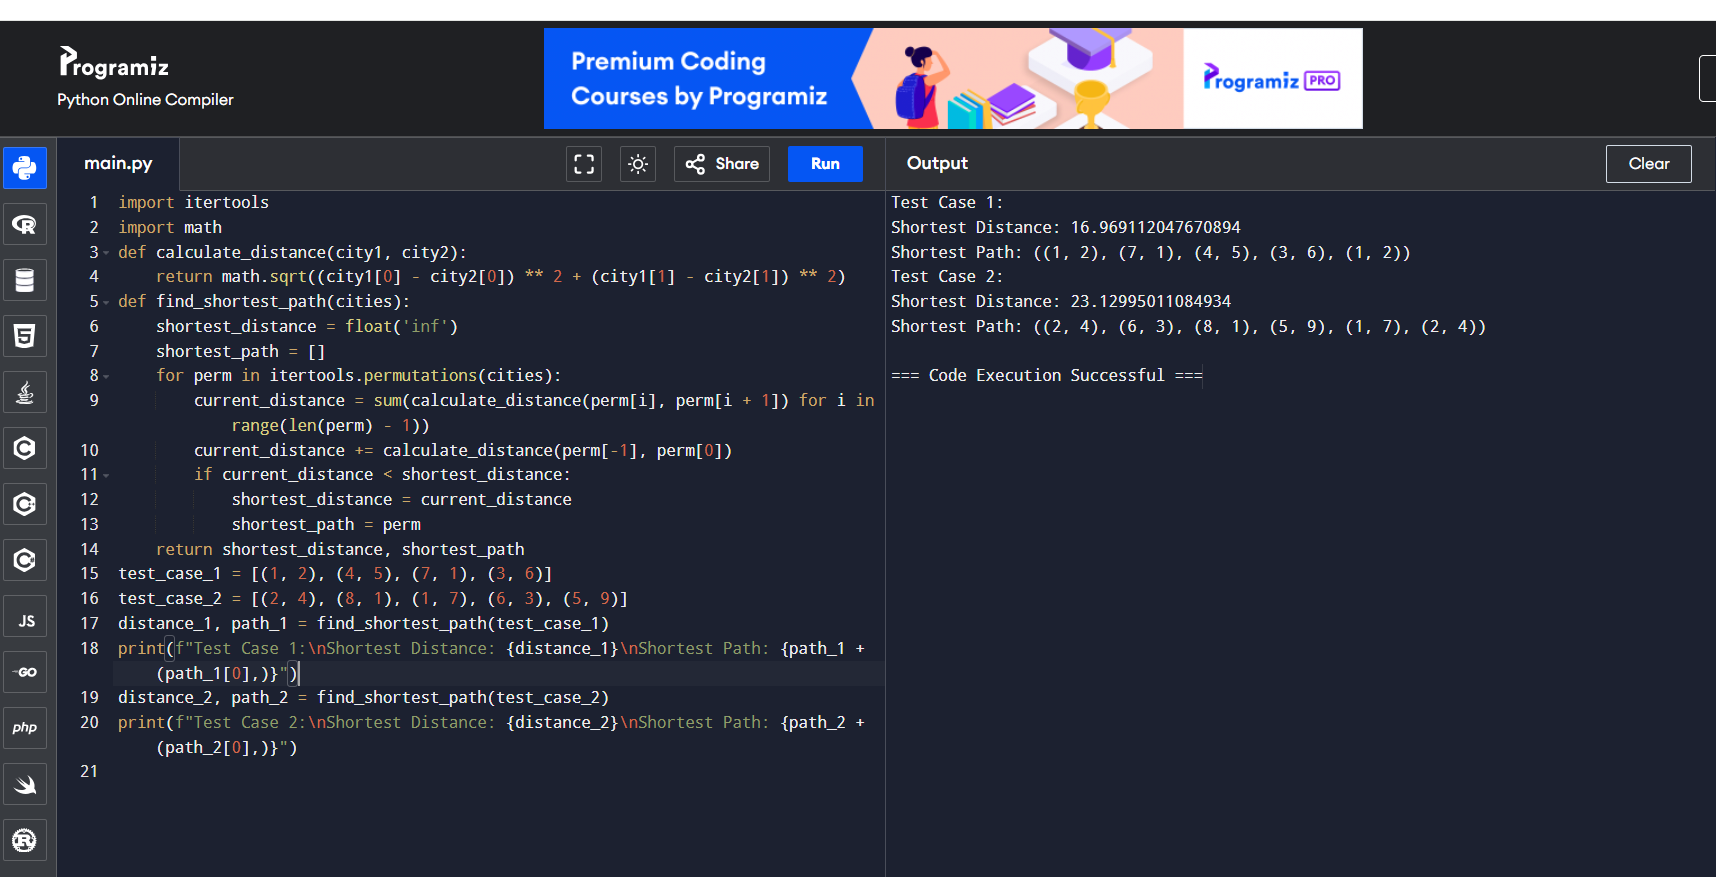 Programiz
Python Online Compiler
Premium Coding
Courses by Programiz
Programiz PRO
main.py
Share
Run
Output
Clear
1 import itertools
2 import math
3 def calculate_distance(city1, city2):
4 return math.sqrt((city1[0] - city2[0]) ** 2 + (city1[1] - city2[1]) ** 2)
5 def find_shortest_path(cities):
6 shortest_distance = float('inf')
7 shortest_path = []
8 for perm in itertools.permutations(cities):
9 current_distance = sum(calculate_distance(perm[i], perm[i + 1]) for i in
range(len(perm) - 1))
10 current_distance += calculate_distance(perm[-1], perm[0])
11 if current_distance < shortest_distance:
12 shortest_distance = current_distance
13 shortest_path = perm
14 return shortest_distance, shortest_path
15 test_case_1 = [(1, 2), (4, 5), (7, 1), (3, 6)]
16 test_case_2 = [(2, 4), (8, 1), (1, 7), (6, 3), (5, 9)]
17 distance_1, path_1 = find_shortest_path(test_case_1)
18 print(f"Test Case 1:\nShortest Distance: {distance_1}\nShortest Path: {path_1 +
(path_1[0],)}")
19 distance_2, path_2 = find_shortest_path(test_case_2)
20 print(f"Test Case 2:\nShortest Distance: {distance_2}\nShortest Path: {path_2 +
(path_2[0],)}")
21
Test Case 1:
Shortest Distance: 16.969112047670894
Shortest Path: ((1, 2), (7, 1), (4, 5), (3, 6), (1, 2))
Test Case 2:
Shortest Distance: 23.12995011084934
Shortest Path: ((2, 4), (6, 3), (8, 1), (5, 9), (1, 7), (2, 4))
=== Code Execution Successful ===
R
5
C
C
C
JS
GO
php
R